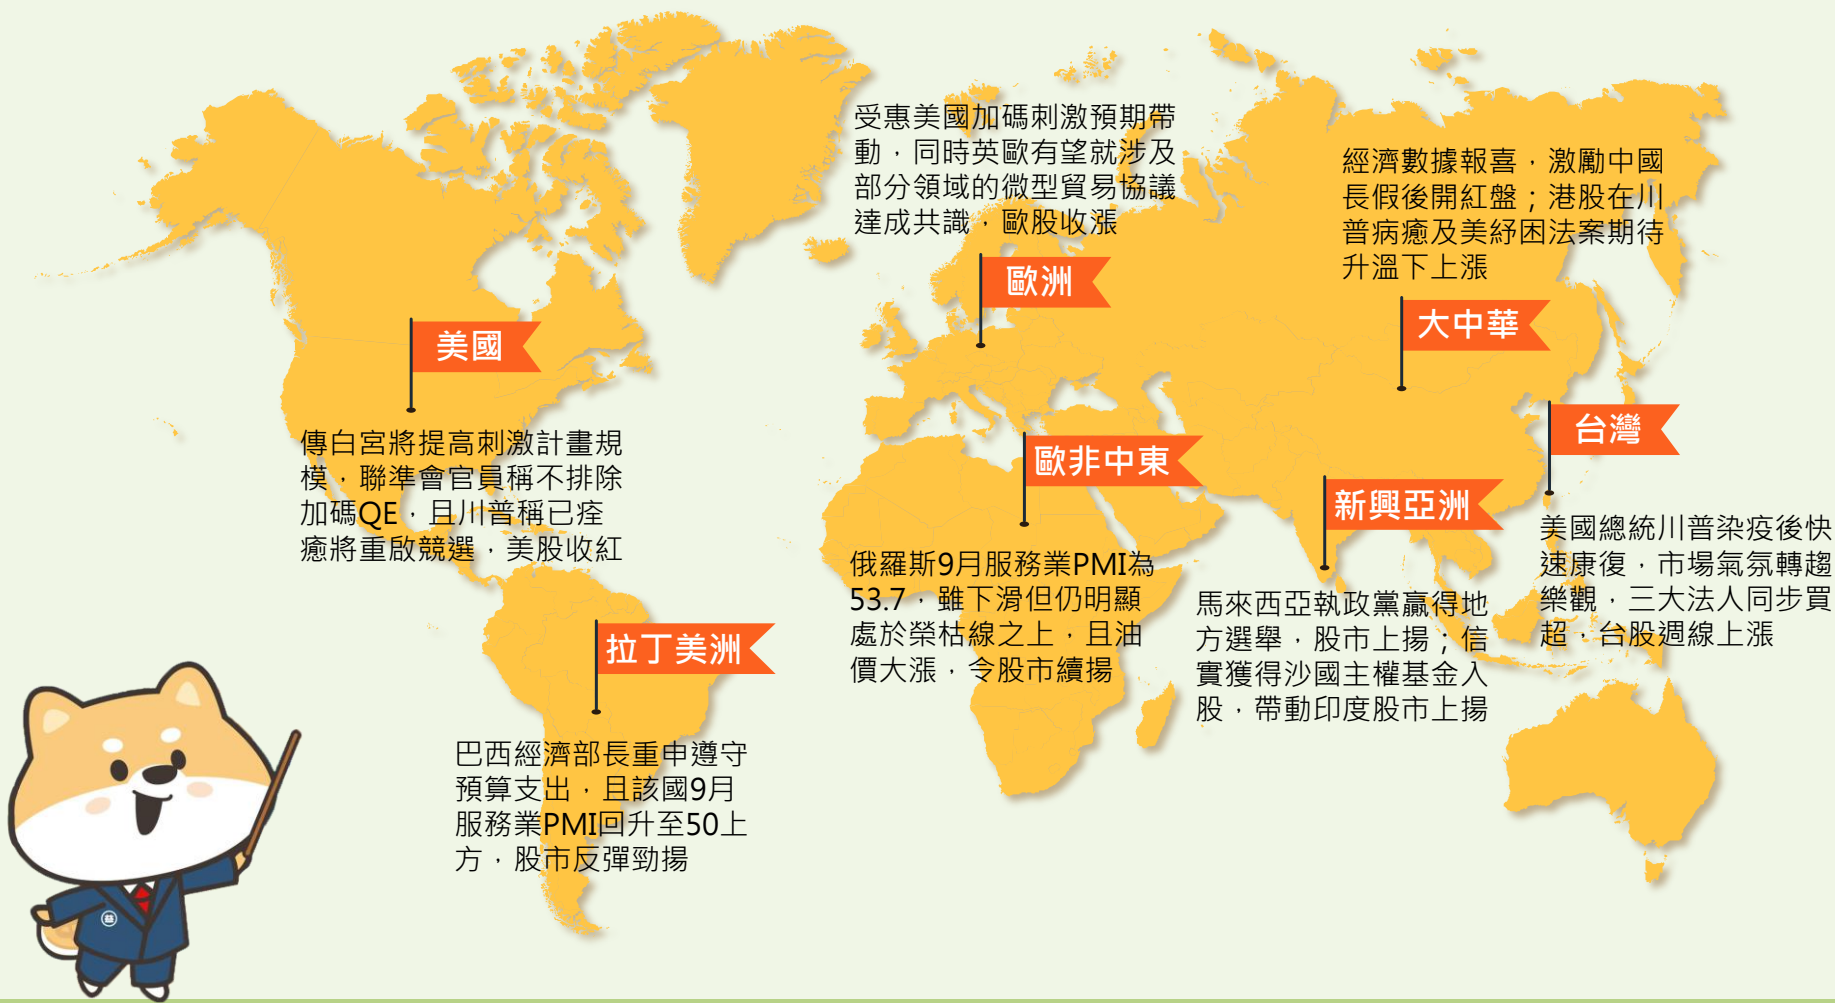 受惠美國加碼刺激預期帶
動，同時英歐有望就涉及
部分領域的微型貿易協議
達成共識，歐股收漲
歐洲
經濟數據報喜，激勵中國
長假後開紅盤；港股在川
普病癒及美紓困法案期待
升溫下上漲
大中華
美國
傳白宮將提高刺激計畫規
模，聯準會官員稱不排除
加碼QE，且川普稱已痊
癒將重啟競選，美股收紅
台灣
美國總統川普染疫後快
速康復，市場氣氛轉趨
樂觀，三大法人同步買
超，台股週線上漲
歐非中東
俄羅斯9月服務業PMI為
53.7，雖下滑但仍明顯
處於榮枯線之上，且油
價大漲，令股市續揚
新興亞洲
馬來西亞執政黨贏得地
方選舉，股市上揚；信
實獲得沙國主權基金入
股，帶動印度股市上揚
拉丁美洲
巴西經濟部長重申遵守
預算支出，且該國9月
服務業PMI回升至50上
方，股市反彈勁揚